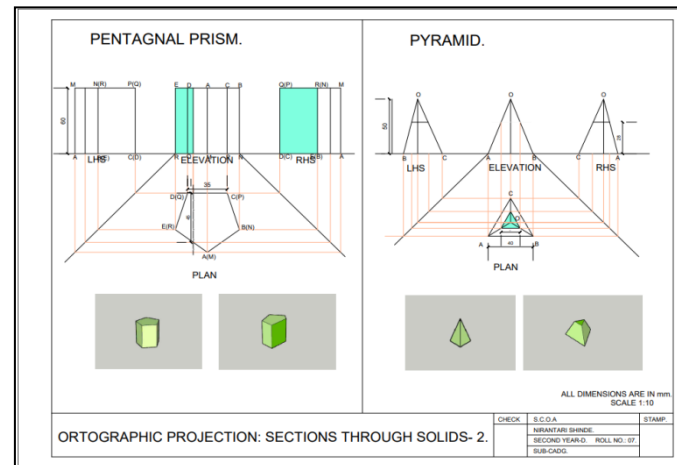 PENTAGNAL PRISM.
M N(R) P(Q) E D A C B Q(P) R(N) M
60
A B(E) C(D) R N D(C) A
LHS ELEVATION RHS
35
D(Q) C(P)
E(R) B(N)
A(M)
PLAN
PYRAMID.
O O O
50
25
B C A B C A
LHS ELEVATION RHS
C
O
A 40 B
PLAN
ALL DIMENSIONS ARE IN mm.
SCALE 1:10
ORTOGRAPHIC PROJECTION: SECTIONS THROUGH SOLIDS- 2.
CHECK
S.C.O.A
STAMP.
NIRANTARI SHINDE.
SECOND YEAR-D. ROLL NO.: 07.
SUB-CADG.